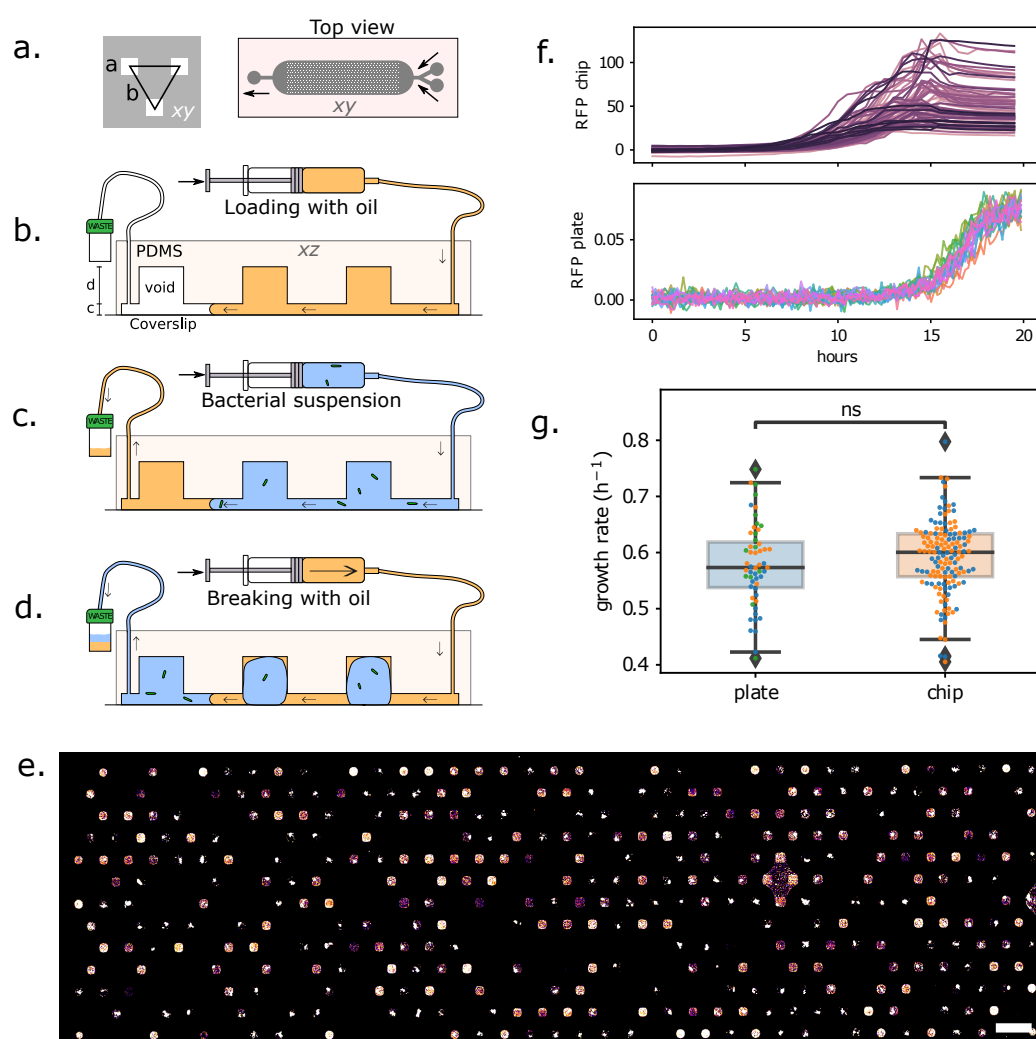 a.
a
b
xy
Top view
xy
b.
WASTE
Loading with oil
PDMS
xz
d
void
c
Coverslip
c.
WASTE
Bacterial suspension
d.
WASTE
Breaking with oil
e.
f.
RFP chip
100
50
0
RFP plate
0.05
0.00
0
5
10
15
20
hours
g.
ns
growth rate (h⁻¹)
0.8
0.7
0.6
0.5
0.4
plate
chip